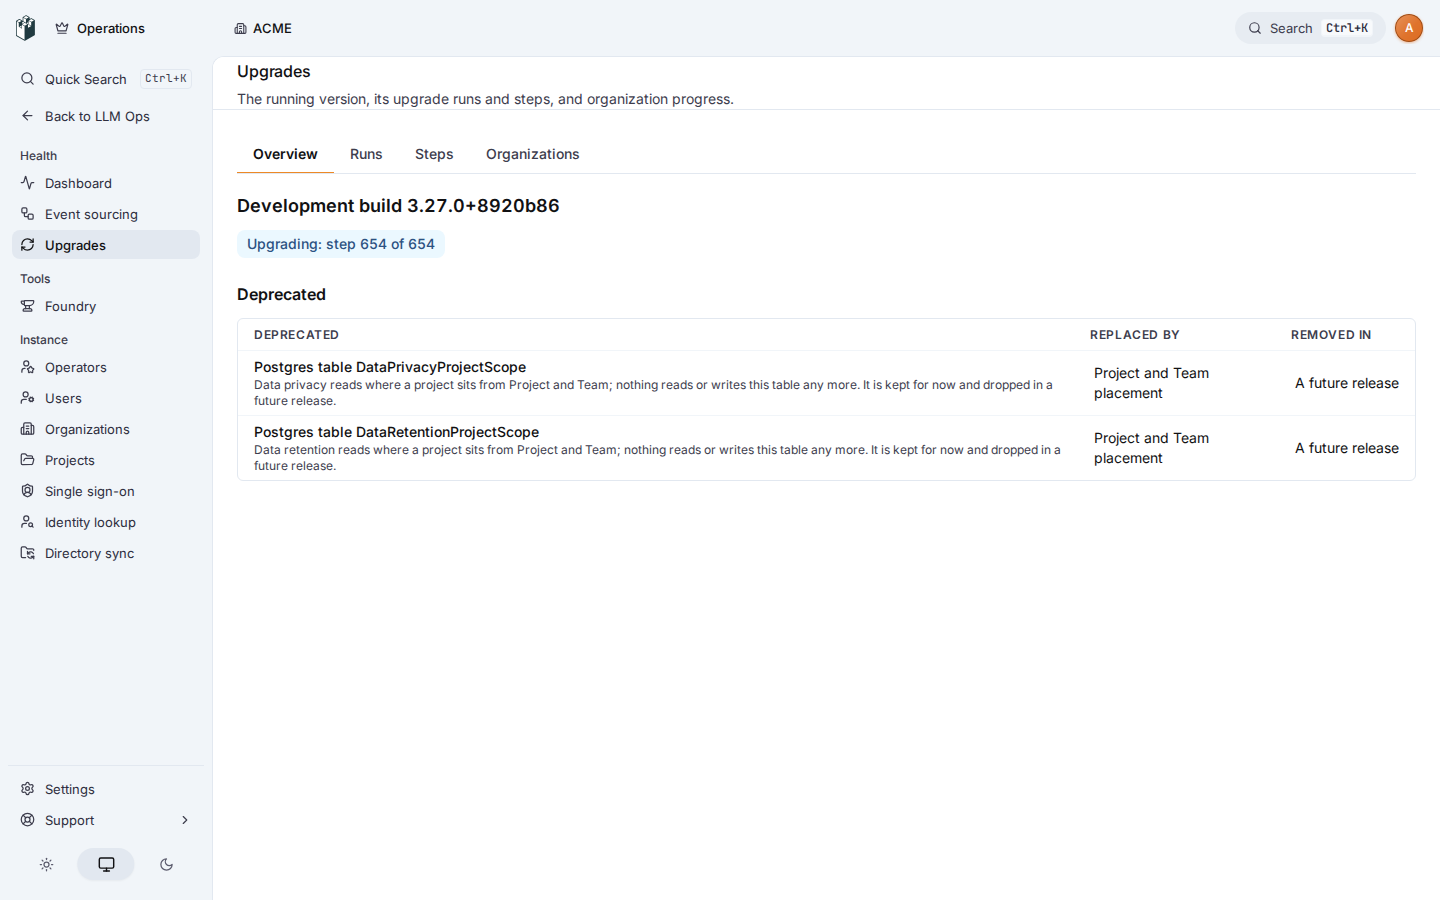 Operations
ACME
Search Ctrl+K
A
Quick Search Ctrl+K
Back to LLM Ops
Health
Dashboard
Event sourcing
Upgrades
Tools
Foundry
Instance
Operators
Users
Organizations
Projects
Single sign-on
Identity lookup
Directory sync
Settings
Support
Upgrades
The running version, its upgrade runs and steps, and organization progress.
Overview Runs Steps Organizations
Development build 3.27.0+8920b86
Upgrading: step 654 of 654
Deprecated
DEPRECATED REPLACED BY REMOVED IN
Postgres table DataPrivacyProjectScope
Data privacy reads where a project sits from Project and Team; nothing reads or writes this table any more. It is kept for now and dropped in a
future release.
Project and Team
placement
A future release
Postgres table DataRetentionProjectScope
Data retention reads where a project sits from Project and Team; nothing reads or writes this table any more. It is kept for now and dropped in a
future release.
Project and Team
placement
A future release